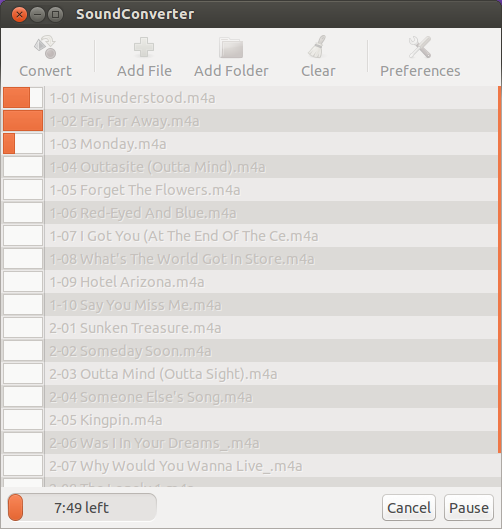 SoundConverter
Convert Add File Add Folder Clear Preferences
1-01 Misunderstood.m4a
1-02 Far, Far Away.m4a
1-03 Monday.m4a
1-04 Outtasite (Outta Mind).m4a
1-05 Forget The Flowers.m4a
1-06 Red-Eyed And Blue.m4a
1-07 I Got You (At The End Of The Ce.m4a
1-08 What's The World Got In Store.m4a
1-09 Hotel Arizona.m4a
1-10 Say You Miss Me.m4a
2-01 Sunken Treasure.m4a
2-02 Someday Soon.m4a
2-03 Outta Mind (Outta Sight).m4a
2-04 Someone Else's Song.m4a
2-05 Kingpin.m4a
2-06 Was I In Your Dreams_.m4a
2-07 Why Would You Wanna Live_.m4a
7:49 left Cancel Pause